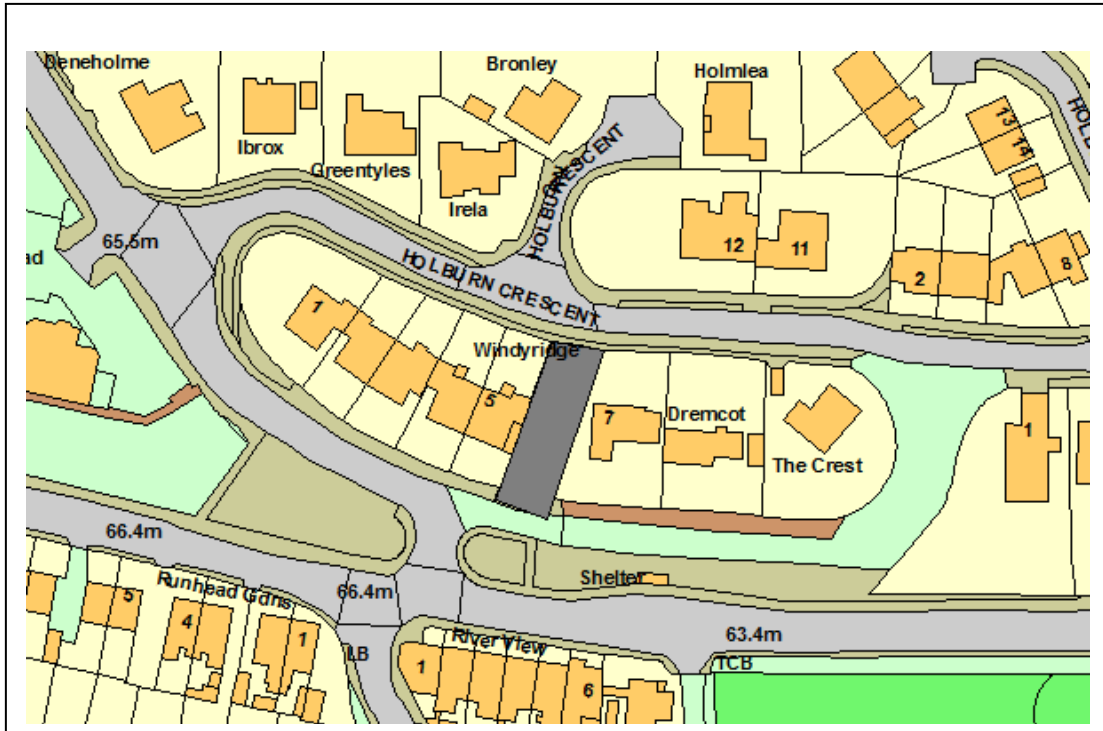 Deneholme
Bronley
Holmlea
Ibrox
Greentyles
Irela
HOLBURN CRESCENT
13
14
HOLB
65.5m
ad
HOLBURN CRESCENT
12
11
2
8
1
Windyridge
5
7
Dremcot
The Crest
1
66.4m
Runhead Gdns
66.4m
Shelter
5
4
1
LB
River View
63.4m
TCB
1
6